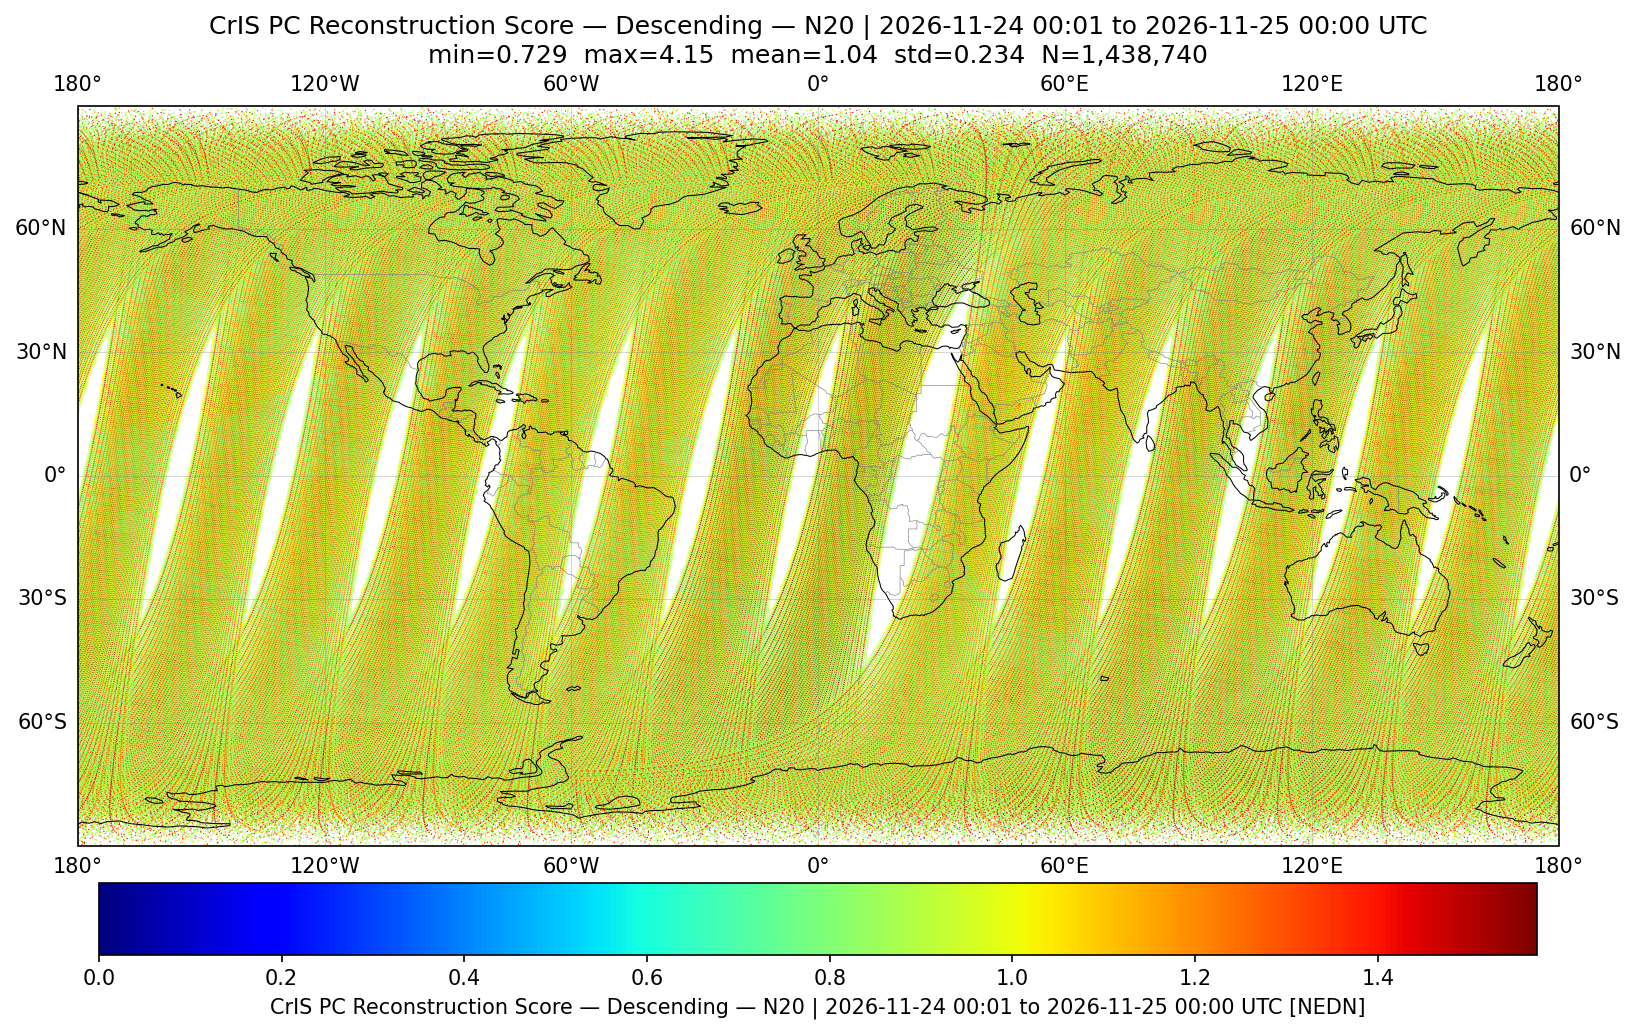 CrIS PC Reconstruction Score — Descending — N20 | 2026-11-24 00:01 to 2026-11-25 00:00 UTC
min=0.729  max=4.15  mean=1.04  std=0.234  N=1,438,740
180° 120°W 60°W 0° 60°E 120°E 180°
60°N 60°N
30°N 30°N
0° 0°
30°S 30°S
60°S 60°S
180° 120°W 60°W 0° 60°E 120°E 180°
0.0 0.2 0.4 0.6 0.8 1.0 1.2 1.4
CrIS PC Reconstruction Score — Descending — N20 | 2026-11-24 00:01 to 2026-11-25 00:00 UTC [NEDN]